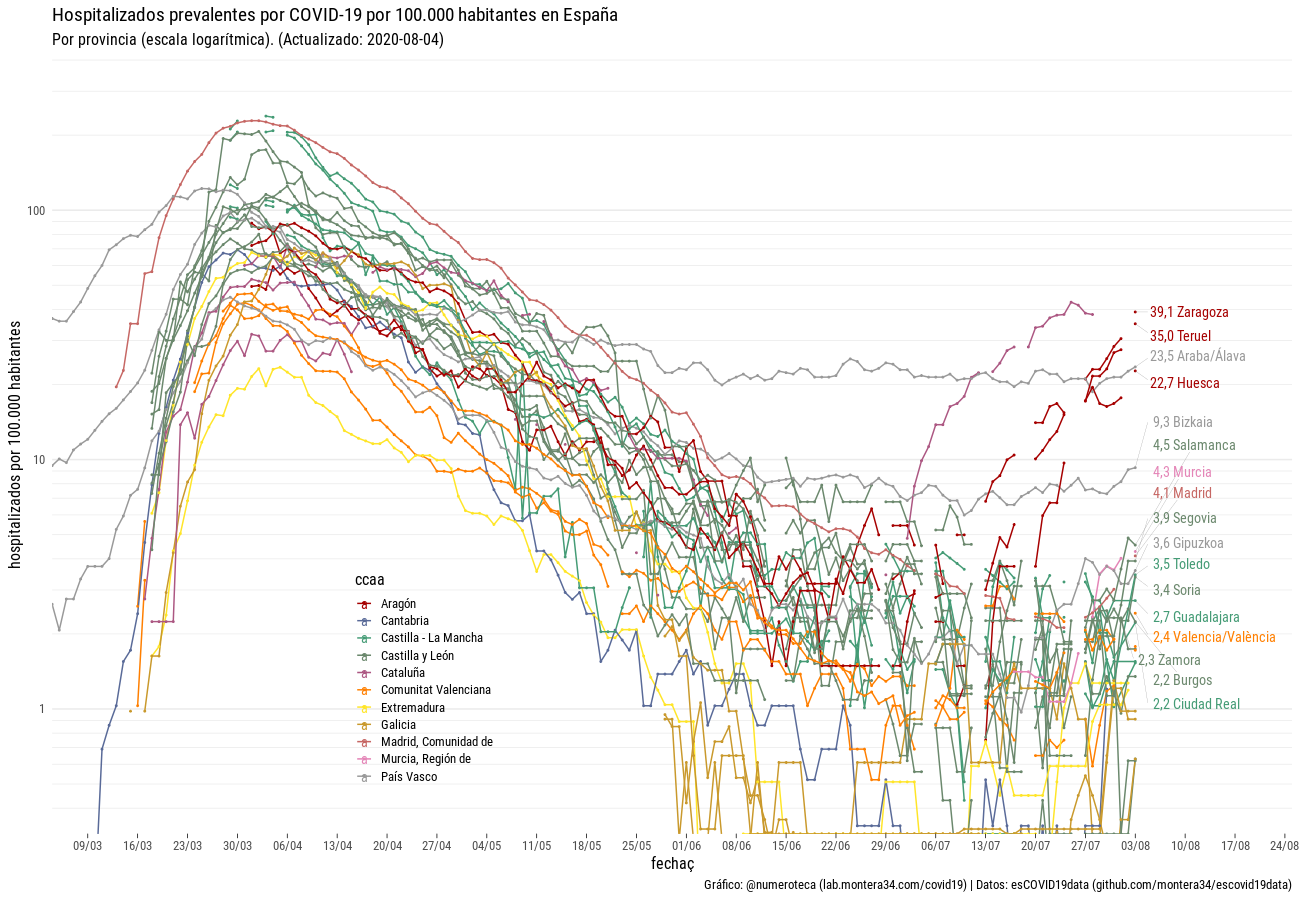 Hospitalizados prevalentes por COVID-19 por 100.000 habitantes en España
Por provincia (escala logarítmica). (Actualizado: 2020-08-04)
hospitalizados por 100.000 habitantes
100
10
1
39,1 Zaragoza
35,0 Teruel
23,5 Araba/Álava
22,7 Huesca
9,3 Bizkaia
4,5 Salamanca
4,3 Murcia
4,1 Madrid
3,9 Segovia
3,6 Gipuzkoa
3,5 Toledo
3,4 Soria
2,7 Guadalajara
2,4 Valencia/València
2,3 Zamora
2,2 Burgos
2,2 Ciudad Real
ccaa
Aragón
Cantabria
Castilla - La Mancha
Castilla y León
Cataluña
Comunitat Valenciana
Extremadura
Galicia
Madrid, Comunidad de
Murcia, Región de
País Vasco
09/03 16/03 23/03 30/03 06/04 13/04 20/04 27/04 04/05 11/05 18/05 25/05 01/06 08/06 15/06 22/06 29/06 06/07 13/07 20/07 27/07 03/08 10/08 17/08 24/08
fechaç
Gráfico: @numeroteca (lab.montera34.com/covid19) | Datos: esCOVID19data (github.com/montera34/escovid19data)